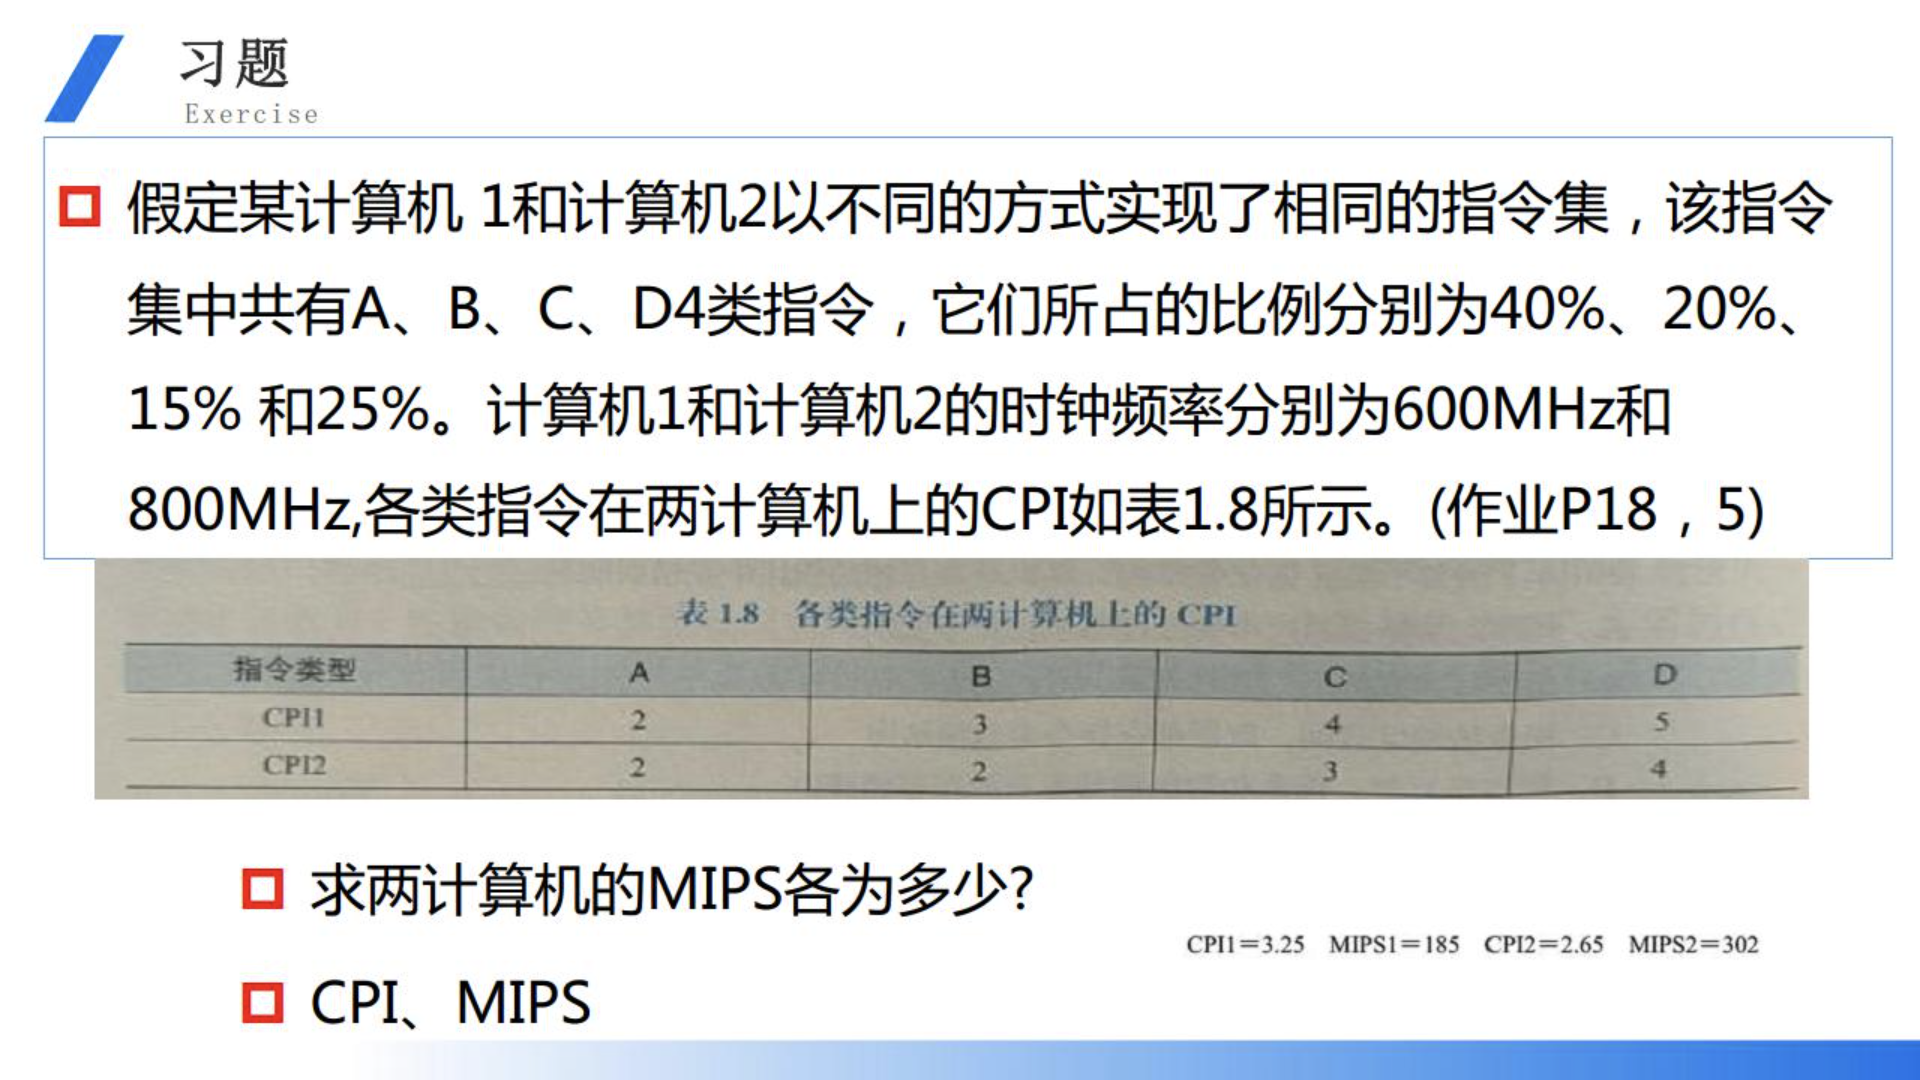 习题
Exercise
假定某计算机 1和计算机2以不同的方式实现了相同的指令集，该指令
集中共有A、B、C、D4类指令，它们所占的比例分别为40%、20%、
15% 和25%。计算机1和计算机2的时钟频率分别为600MHz和
800MHz,各类指令在两计算机上的CPI如表1.8所示。(作业P18，5)
表 1.8 各类指令在两计算机上的 CPI
指令类型 A B C D
CPI1 2 3 4 5
CPI2 2 2 3 4
求两计算机的MIPS各为多少?
CPI1=3.25 MIPS1=185 CPI2=2.65 MIPS2=302
CPI、MIPS